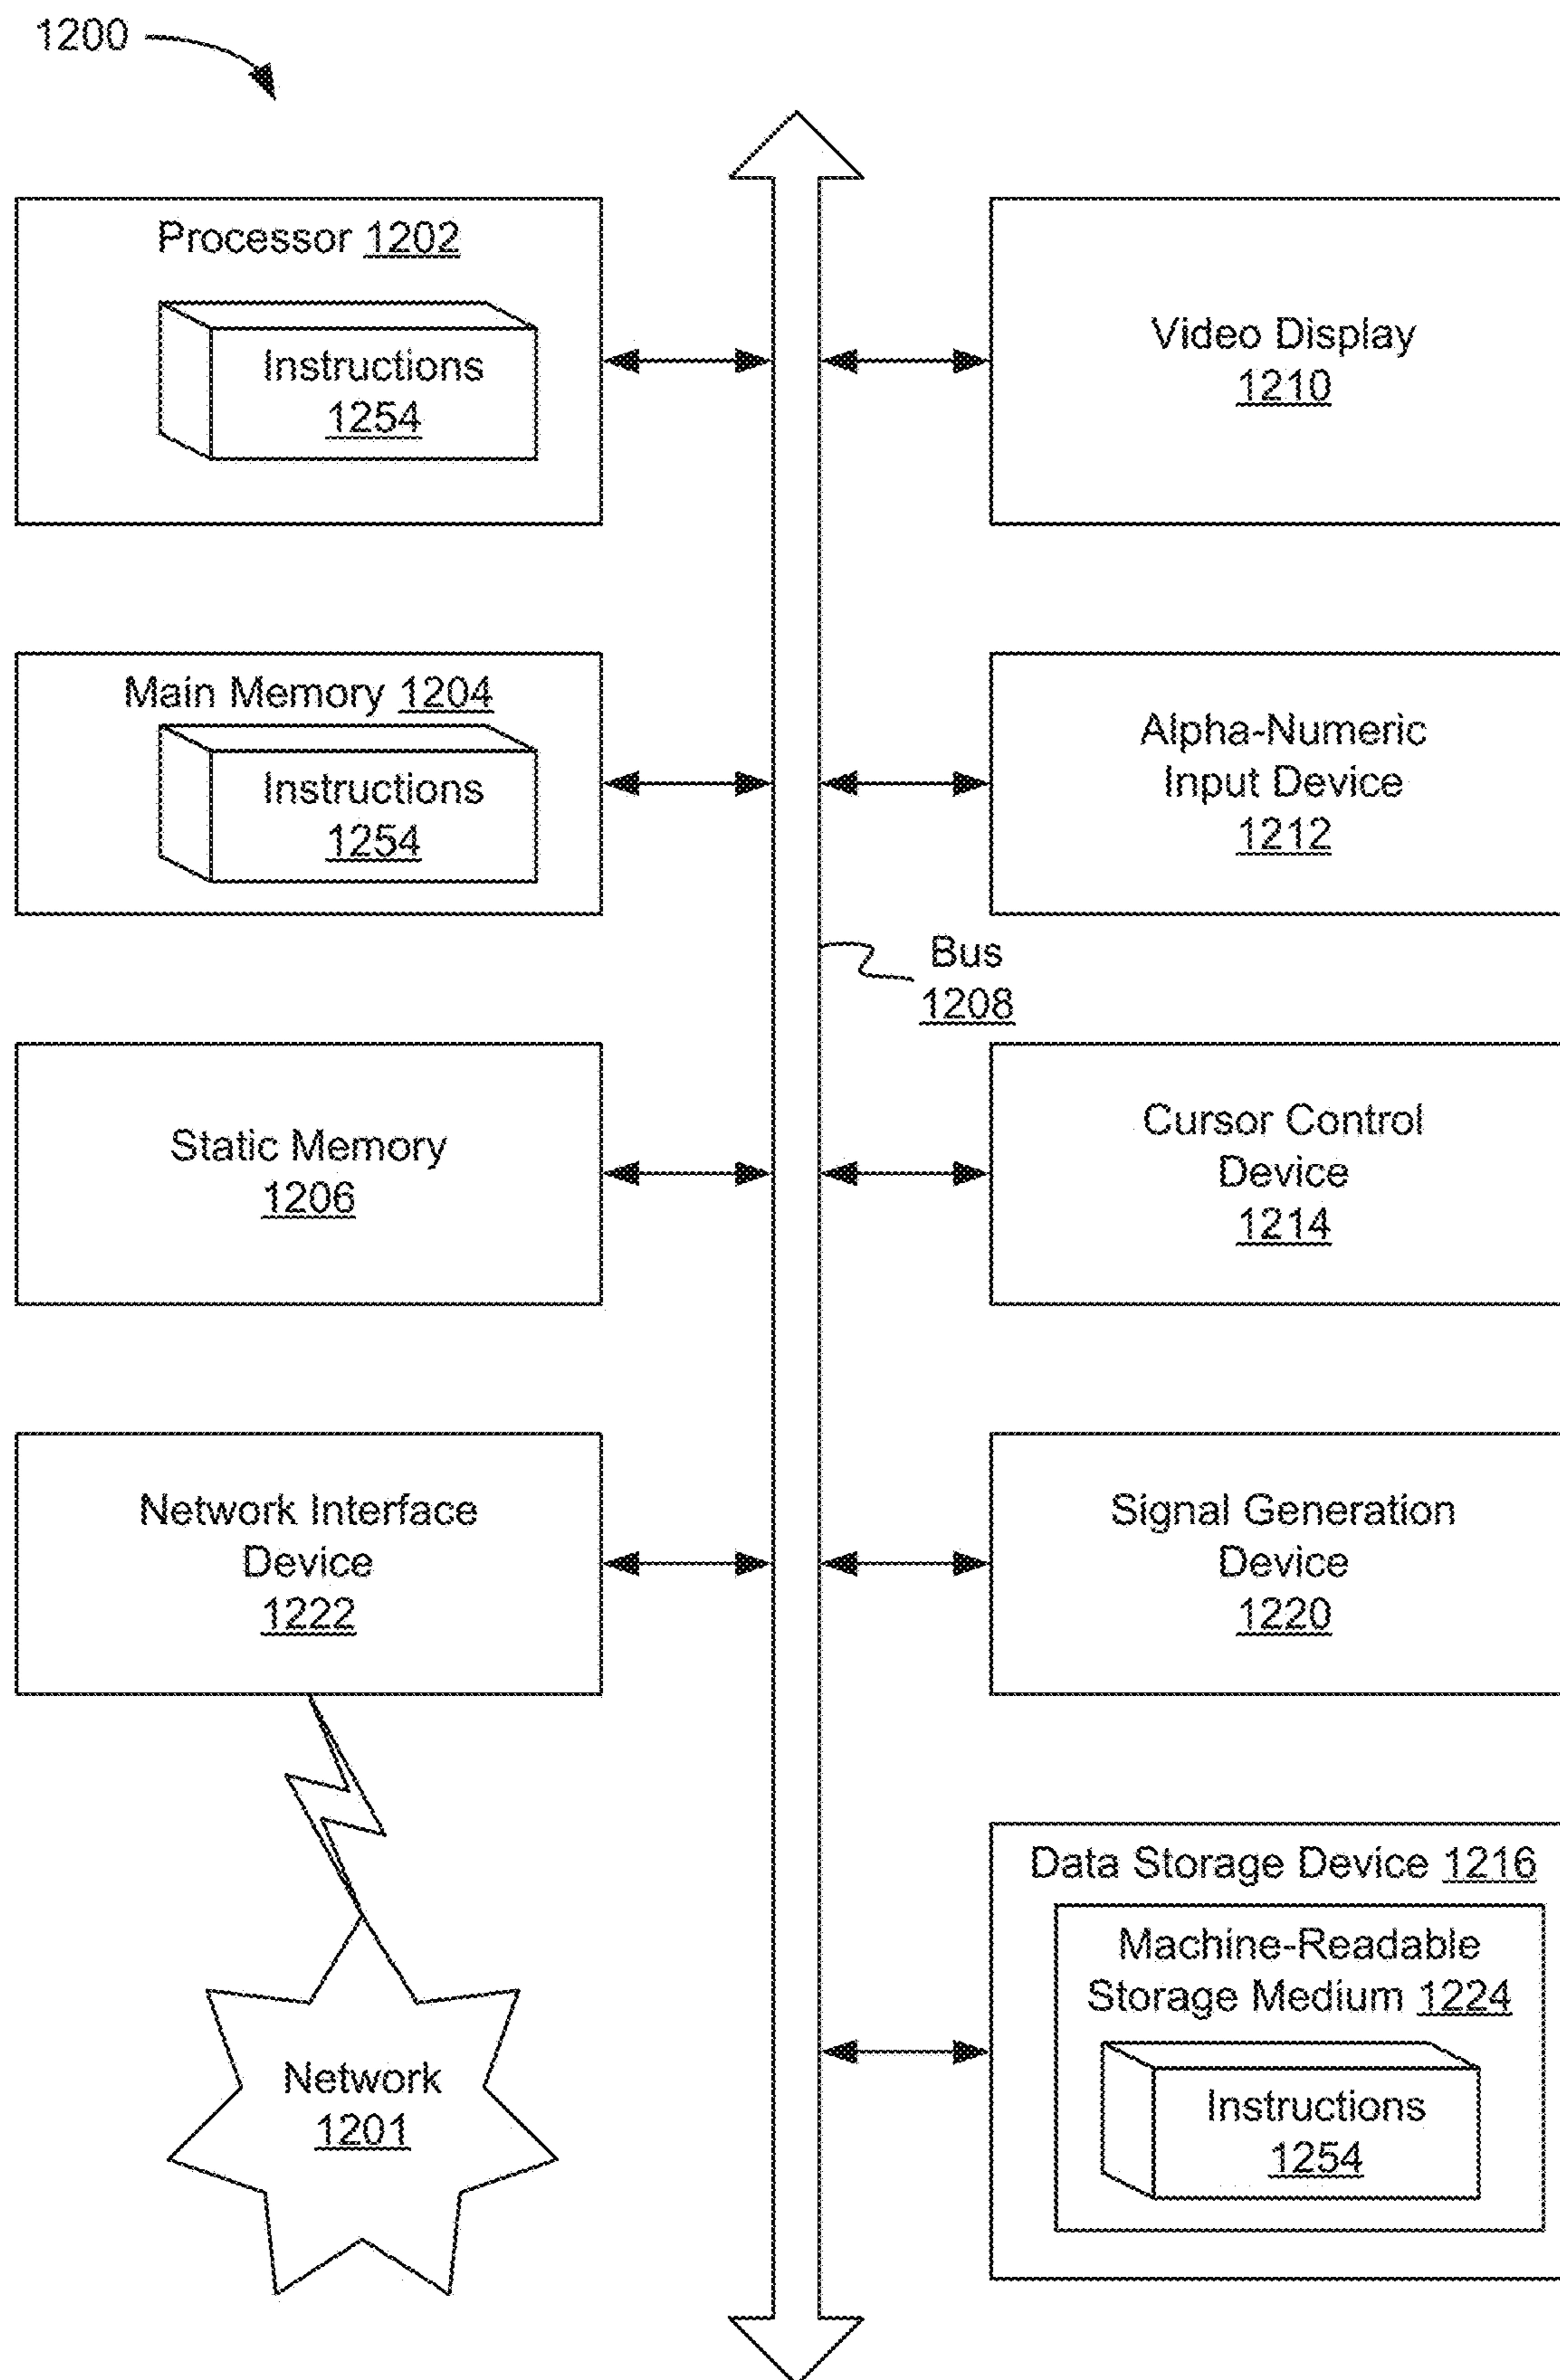 1200
Processor 1202
Instructions
1254
Video Display
1210
Main Memory 1204
Instructions
1254
Alpha-Numeric
Input Device
1212
Bus
1208
Static Memory
1206
Cursor Control
Device
1214
Network Interface
Device
1222
Signal Generation
Device
1220
Data Storage Device 1216
Machine-Readable
Storage Medium 1224
Instructions
1254
Network
1201